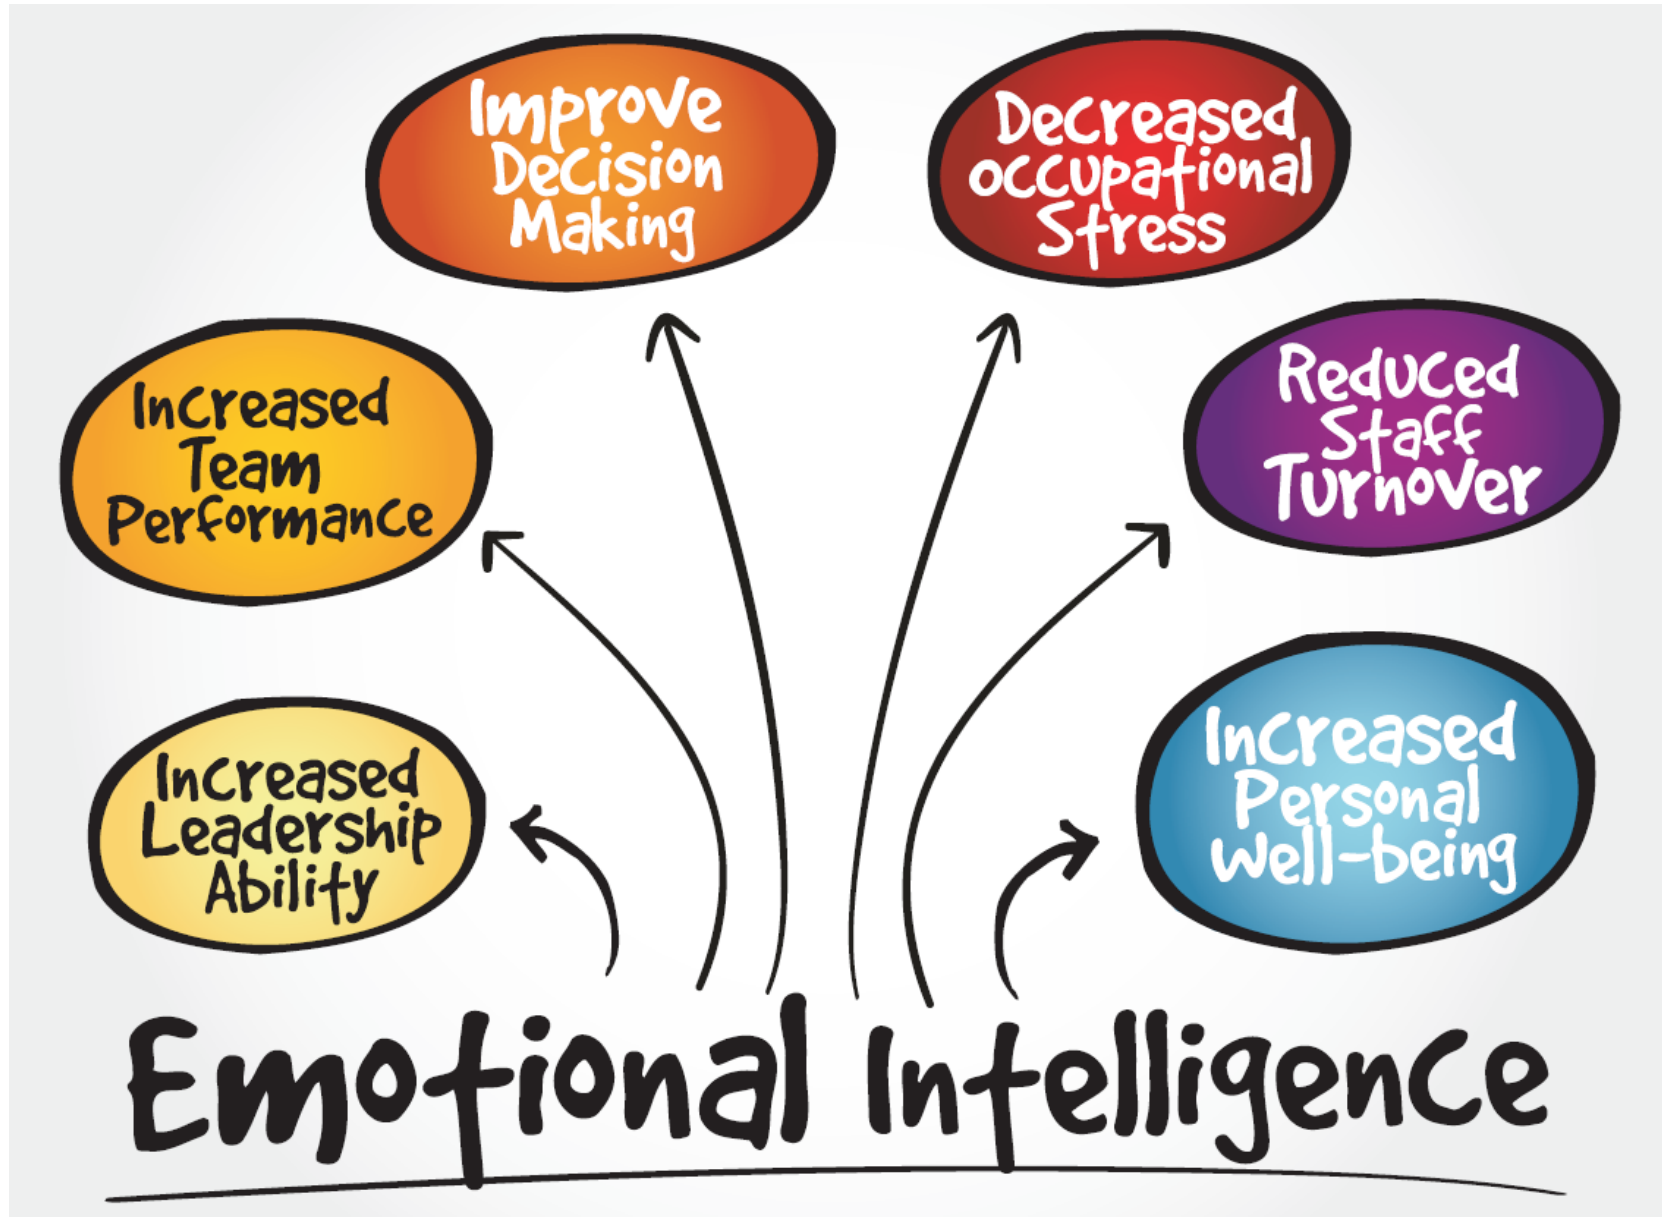 Improve
Decision
Making
Decreased
Occupational
Stress
Increased
Team
Performance
Reduced
Staff
Turnover
Increased
Leadership
Ability
Increased
Personal
Well-being
Emotional Intelligence